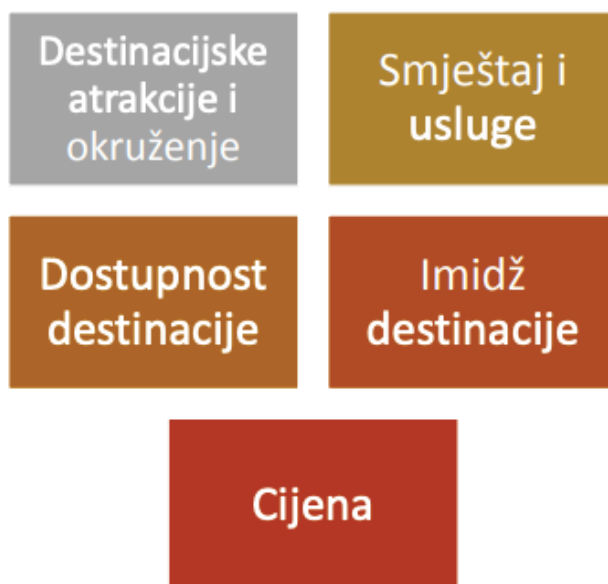 Destinacijske
atrakcije i
okruženje
Smještaj i
usluge
Dostupnost
destinacije
Imidž
destinacije
Cijena